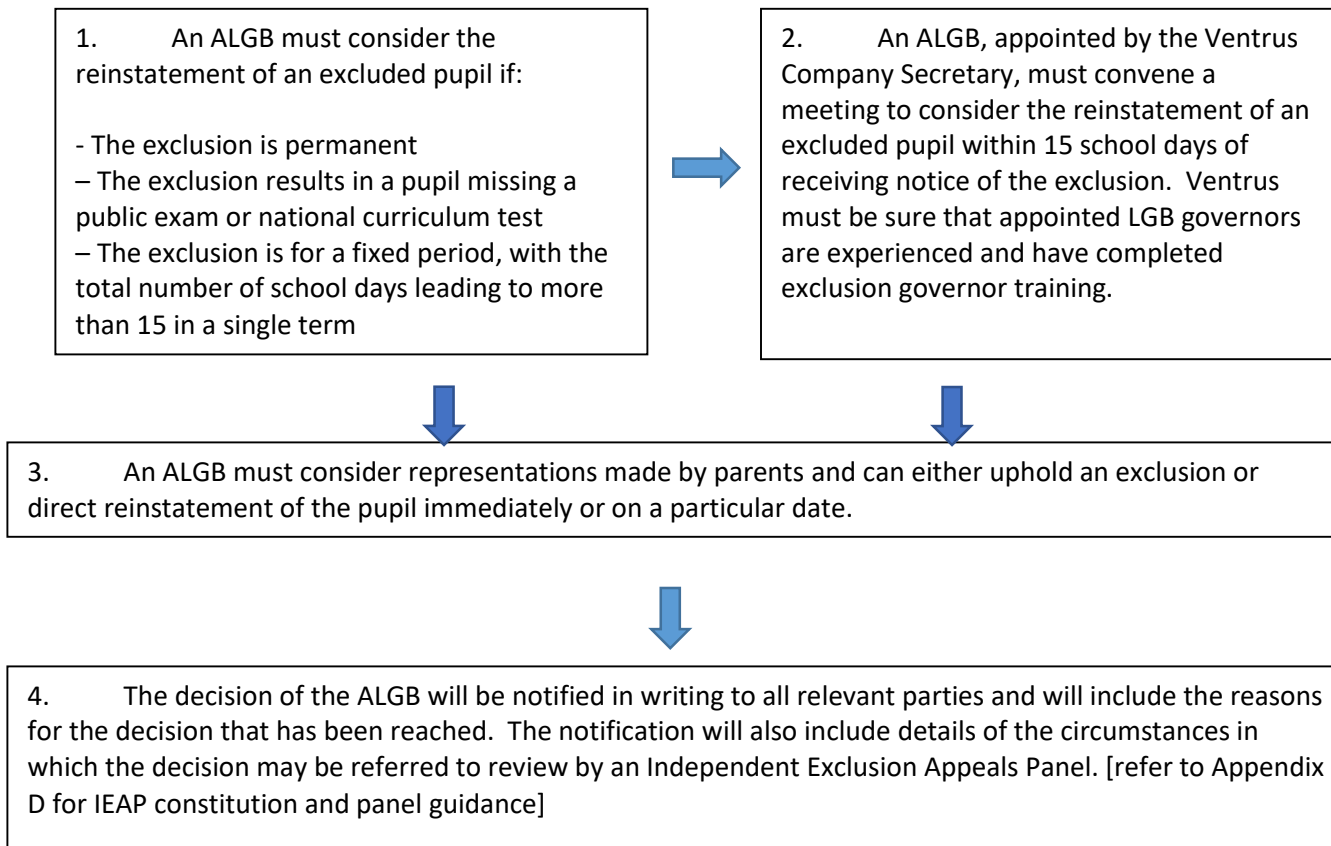 1. An ALGB must consider the
reinstatement of an excluded pupil if:
- The exclusion is permanent
– The exclusion results in a pupil missing a
public exam or national curriculum test
– The exclusion is for a fixed period, with the
total number of school days leading to more
than 15 in a single term
2. An ALGB, appointed by the Ventrus
Company Secretary, must convene a
meeting to consider the reinstatement of an
excluded pupil within 15 school days of
receiving notice of the exclusion.  Ventrus
must be sure that appointed LGB governors
are experienced and have completed
exclusion governor training.
3. An ALGB must consider representations made by parents and can either uphold an exclusion or
direct reinstatement of the pupil immediately or on a particular date.
4. The decision of the ALGB will be notified in writing to all relevant parties and will include the reasons
for the decision that has been reached.  The notification will also include details of the circumstances in
which the decision may be referred to review by an Independent Exclusion Appeals Panel. [refer to Appendix
D for IEAP constitution and panel guidance]